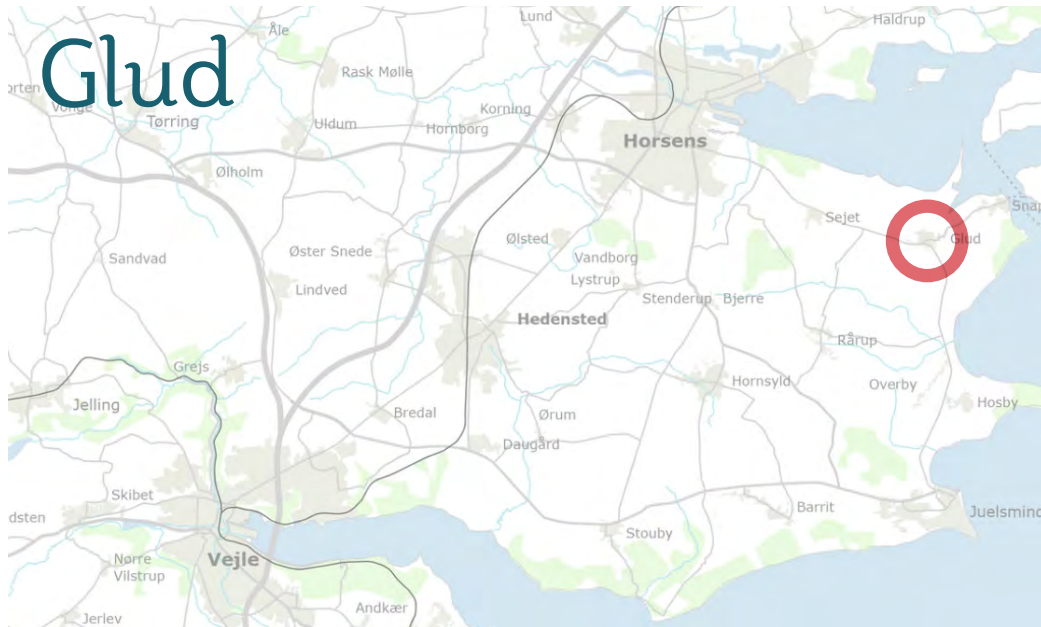 Glud
Lund
Haldrup
Åle
Rask Mølle
Tørring
Uldum
Korning
Hornborg
Horsens
Ølholm
Sejet
Glud
Øster Snede
Ølsted
Sandvad
Vandborg
Lystrup
Lindved
Stenderup
Bjerre
Hedensted
Rårup
Grejs
Hornsyld
Overby
Jelling
Bredal
Ørum
Hosby
Daugård
Skibet
Barrit
Stouby
Nørre
Vilstrup
Vejle
Andkær
Jerlev